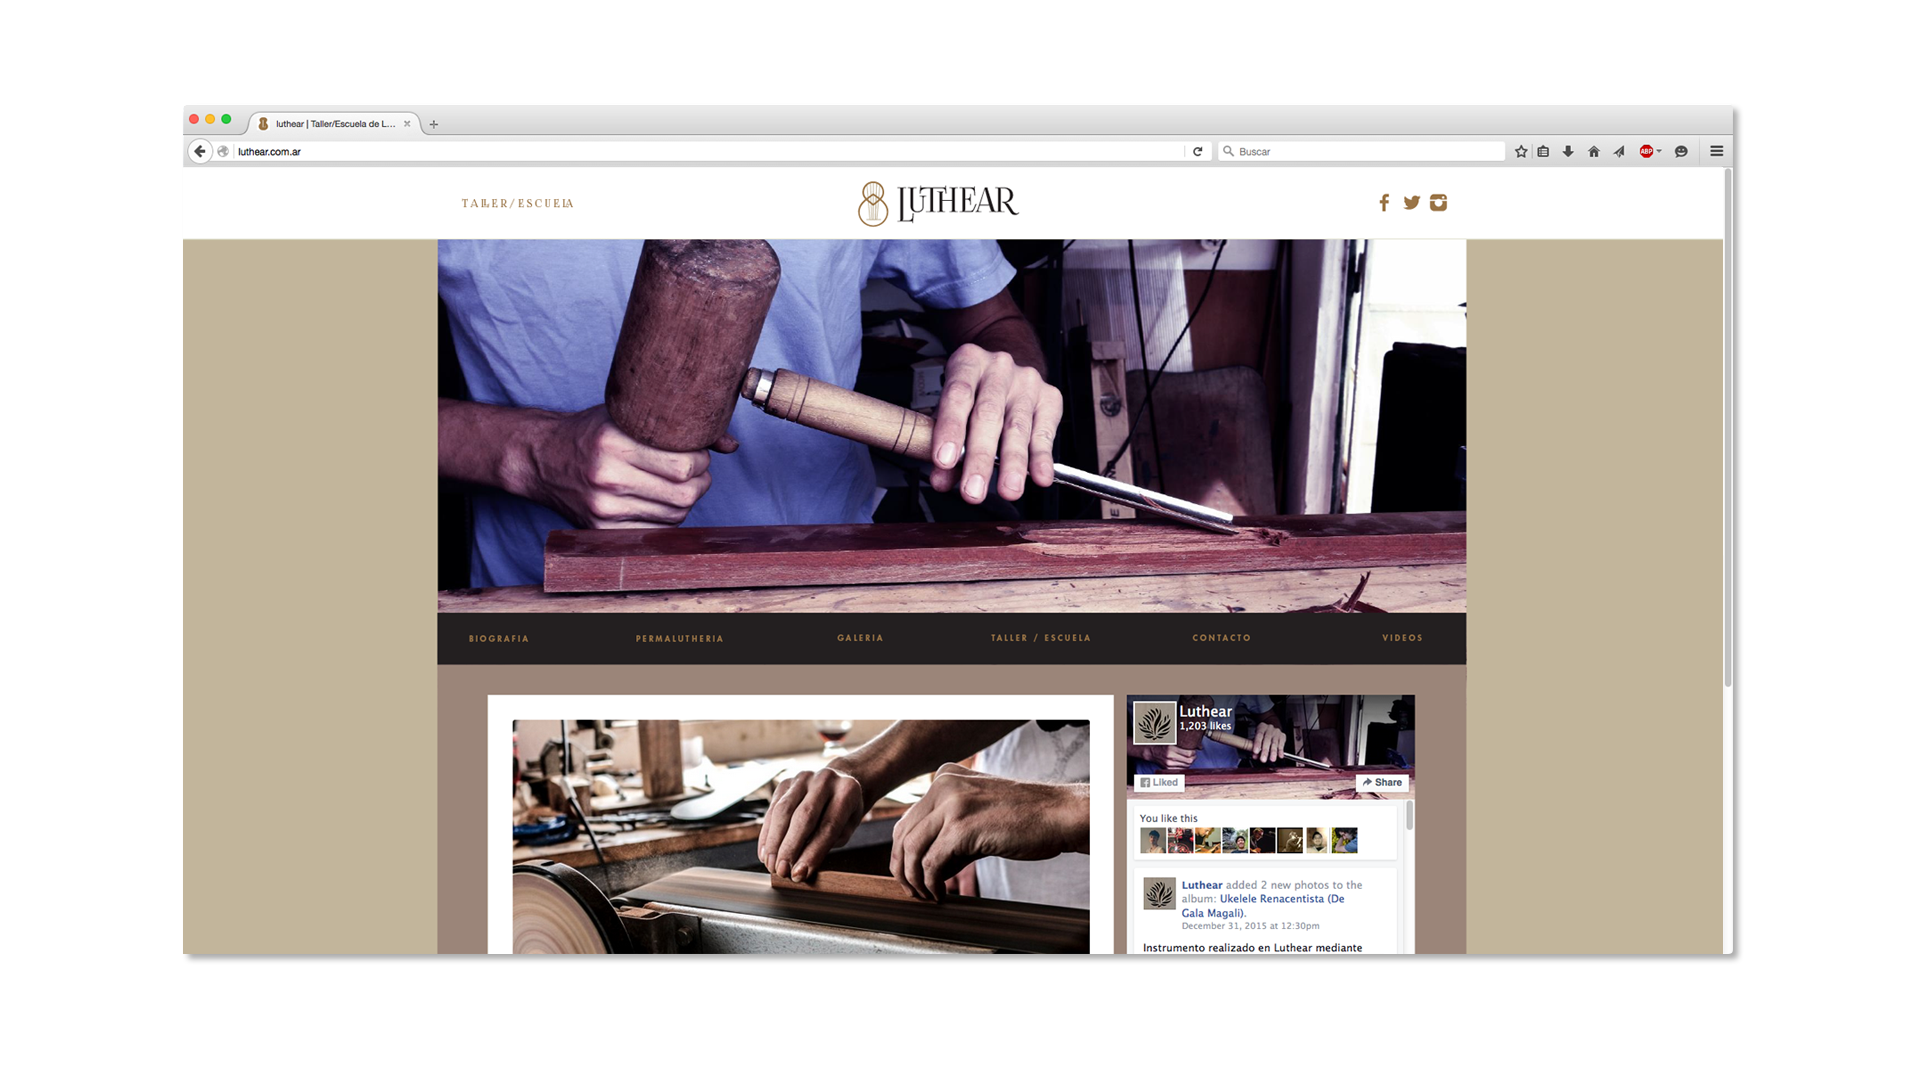 luthear | Taller/Escuela de L...
luthear.com.ar
Buscar
ABP
TALLER/ESCUELA
LUTHEAR
BIOGRAFIA
PERMALUTHERIA
GALERIA
TALLER / ESCUELA
CONTACTO
VIDEOS
Luthear
1,203 likes
Liked
Share
You like this
Luthear added 2 new photos to the
album: Ukelele Renacentista (De
Gala Magali).
December 31, 2015 at 12:30pm
Instrumento realizado en Luthear mediante